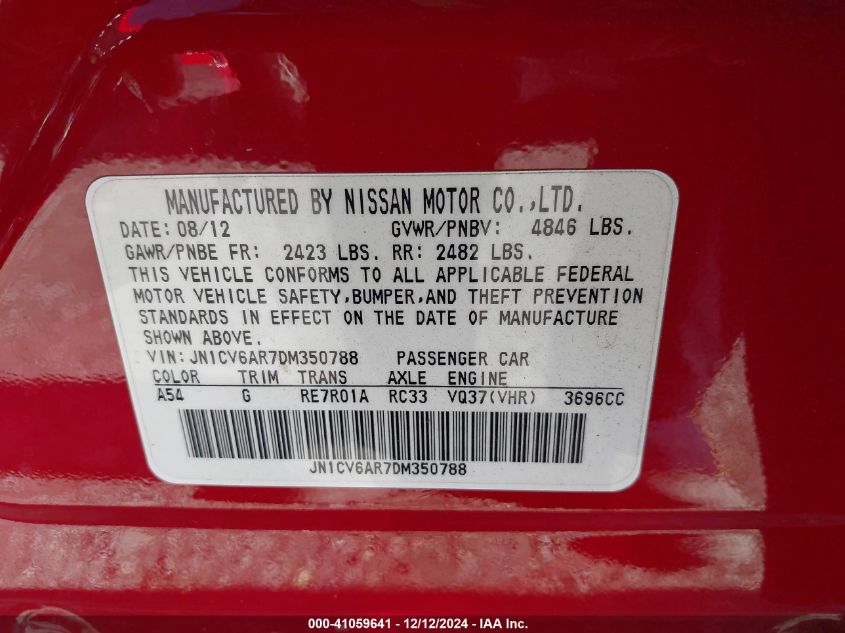 MANUFACTURED BY NISSAN MOTOR CO.,LTD.
DATE: 08/12 GVWR/PNBV: 4846 LBS.
GAWR/PNBE FR: 2423 LBS. RR: 2482 LBS.
THIS VEHICLE CONFORMS TO ALL APPLICABLE FEDERAL
MOTOR VEHICLE SAFETY,BUMPER,AND THEFT PREVENTION
STANDARDS IN EFFECT ON THE DATE OF MANUFACTURE
SHOWN ABOVE.
VIN: JN1CV6AR7DM350788 PASSENGER CAR
COLOR TRIM TRANS AXLE ENGINE
A54 G RE7R01A RC33 VQ37(VHR) 3696CC
JN1CV6AR7DM350788
000-41059641 - 12/12/2024 - IAA Inc.